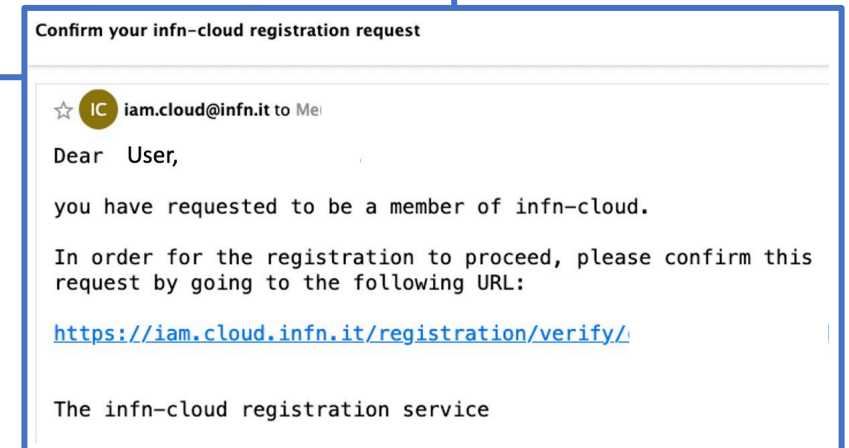 Confirm your infn-cloud registration request
IC iam.cloud@infn.it to Me
Dear User,
you have requested to be a member of infn-cloud.
In order for the registration to proceed, please confirm this
request by going to the following URL:
https://iam.cloud.infn.it/registration/verify/
The infn-cloud registration service